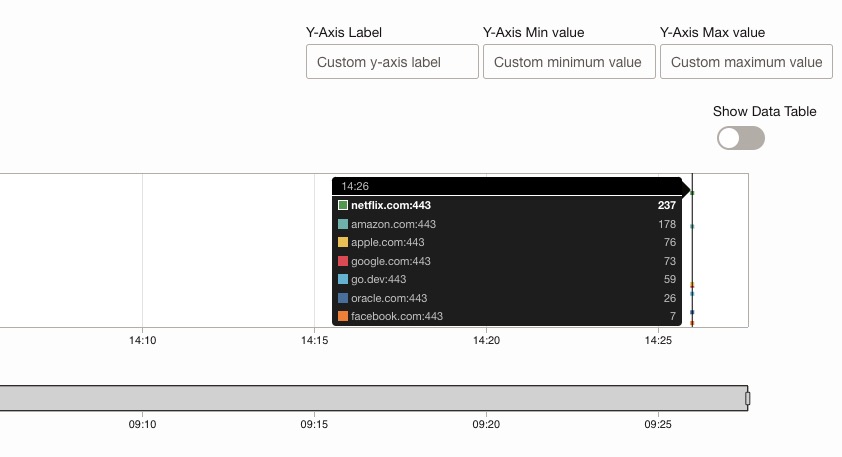 Y-Axis Label Y-Axis Min value Y-Axis Max value
Custom y-axis label Custom minimum value Custom maximum value
Show Data Table
14:26
netflix.com:443 237
amazon.com:443 178
apple.com:443 76
google.com:443 73
go.dev:443 59
oracle.com:443 26
facebook.com:443 7
14:10 14:15 14:20 14:25
09:10 09:15 09:20 09:25